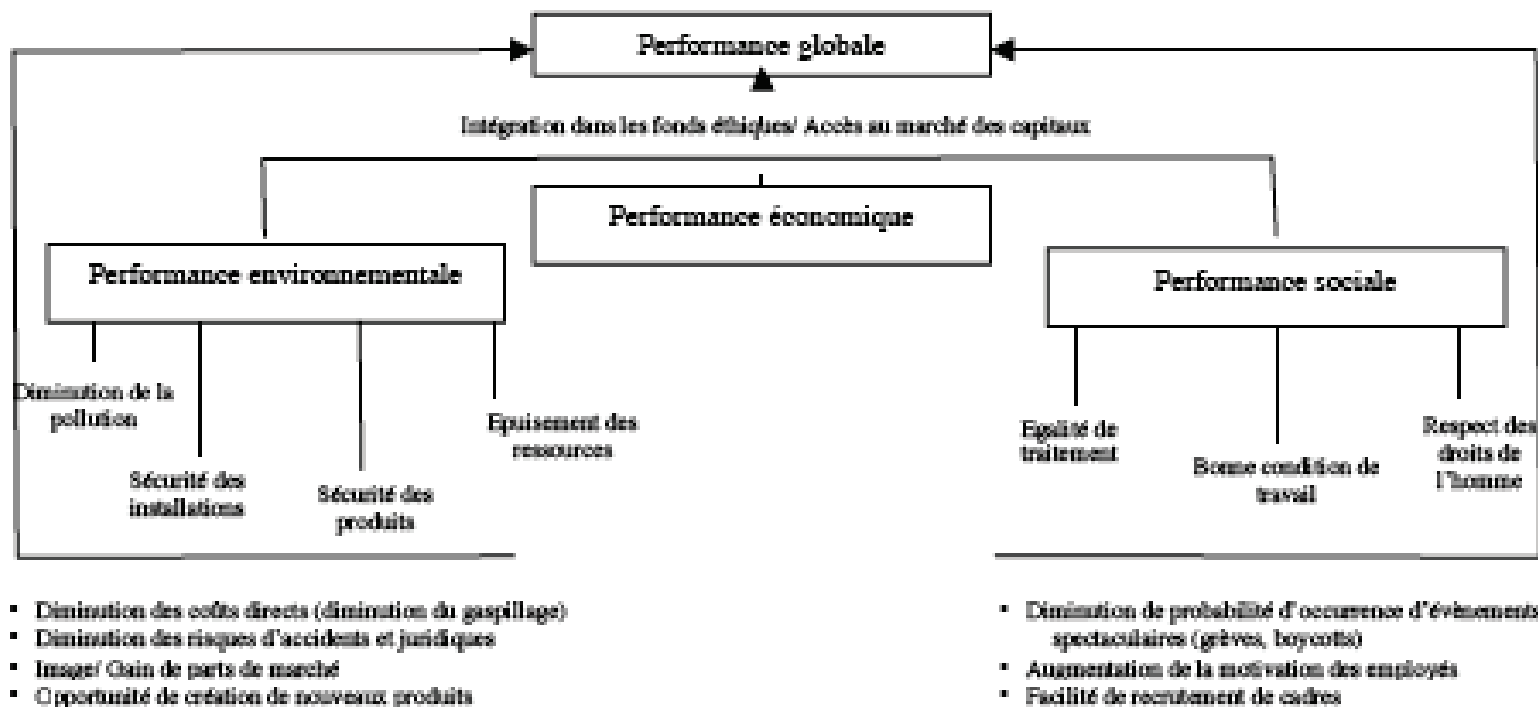 Performance globale
Intégration dans les fonds éthiques/ Accès au marché des capitaux
Performance économique
Performance environnementale
Performance sociale
Diminution de la
pollution
Sécurité des
installations
Sécurité des
produits
Epuisement des
ressources
Egalité de
traitement
Bonne condition de
travail
Respect des
droits de
l'homme
▪ Diminution des coûts directs (diminution du gaspillage)
▪ Diminution des risques d'accidents et juridiques
▪ Image/ Gain de parts de marché
▪ Opportunité de création de nouveaux produits
▪ Diminution de probabilité d'occurrence d'évènements
spectaculaires (grèves, boycotts)
▪ Augmentation de la motivation des employés
▪ Facilité de recrutement de cadres